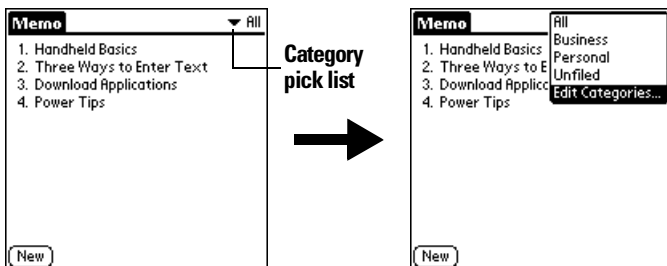 Memo
All
1. Handheld Basics
2. Three Ways to Enter Text
3. Download Applications
4. Power Tips
New
Category
pick list
Memo
1. Handheld Basics
2. Three Ways to E
3. Download Applic
4. Power Tips
All
Business
Personal
Unfiled
Edit Categories...
New